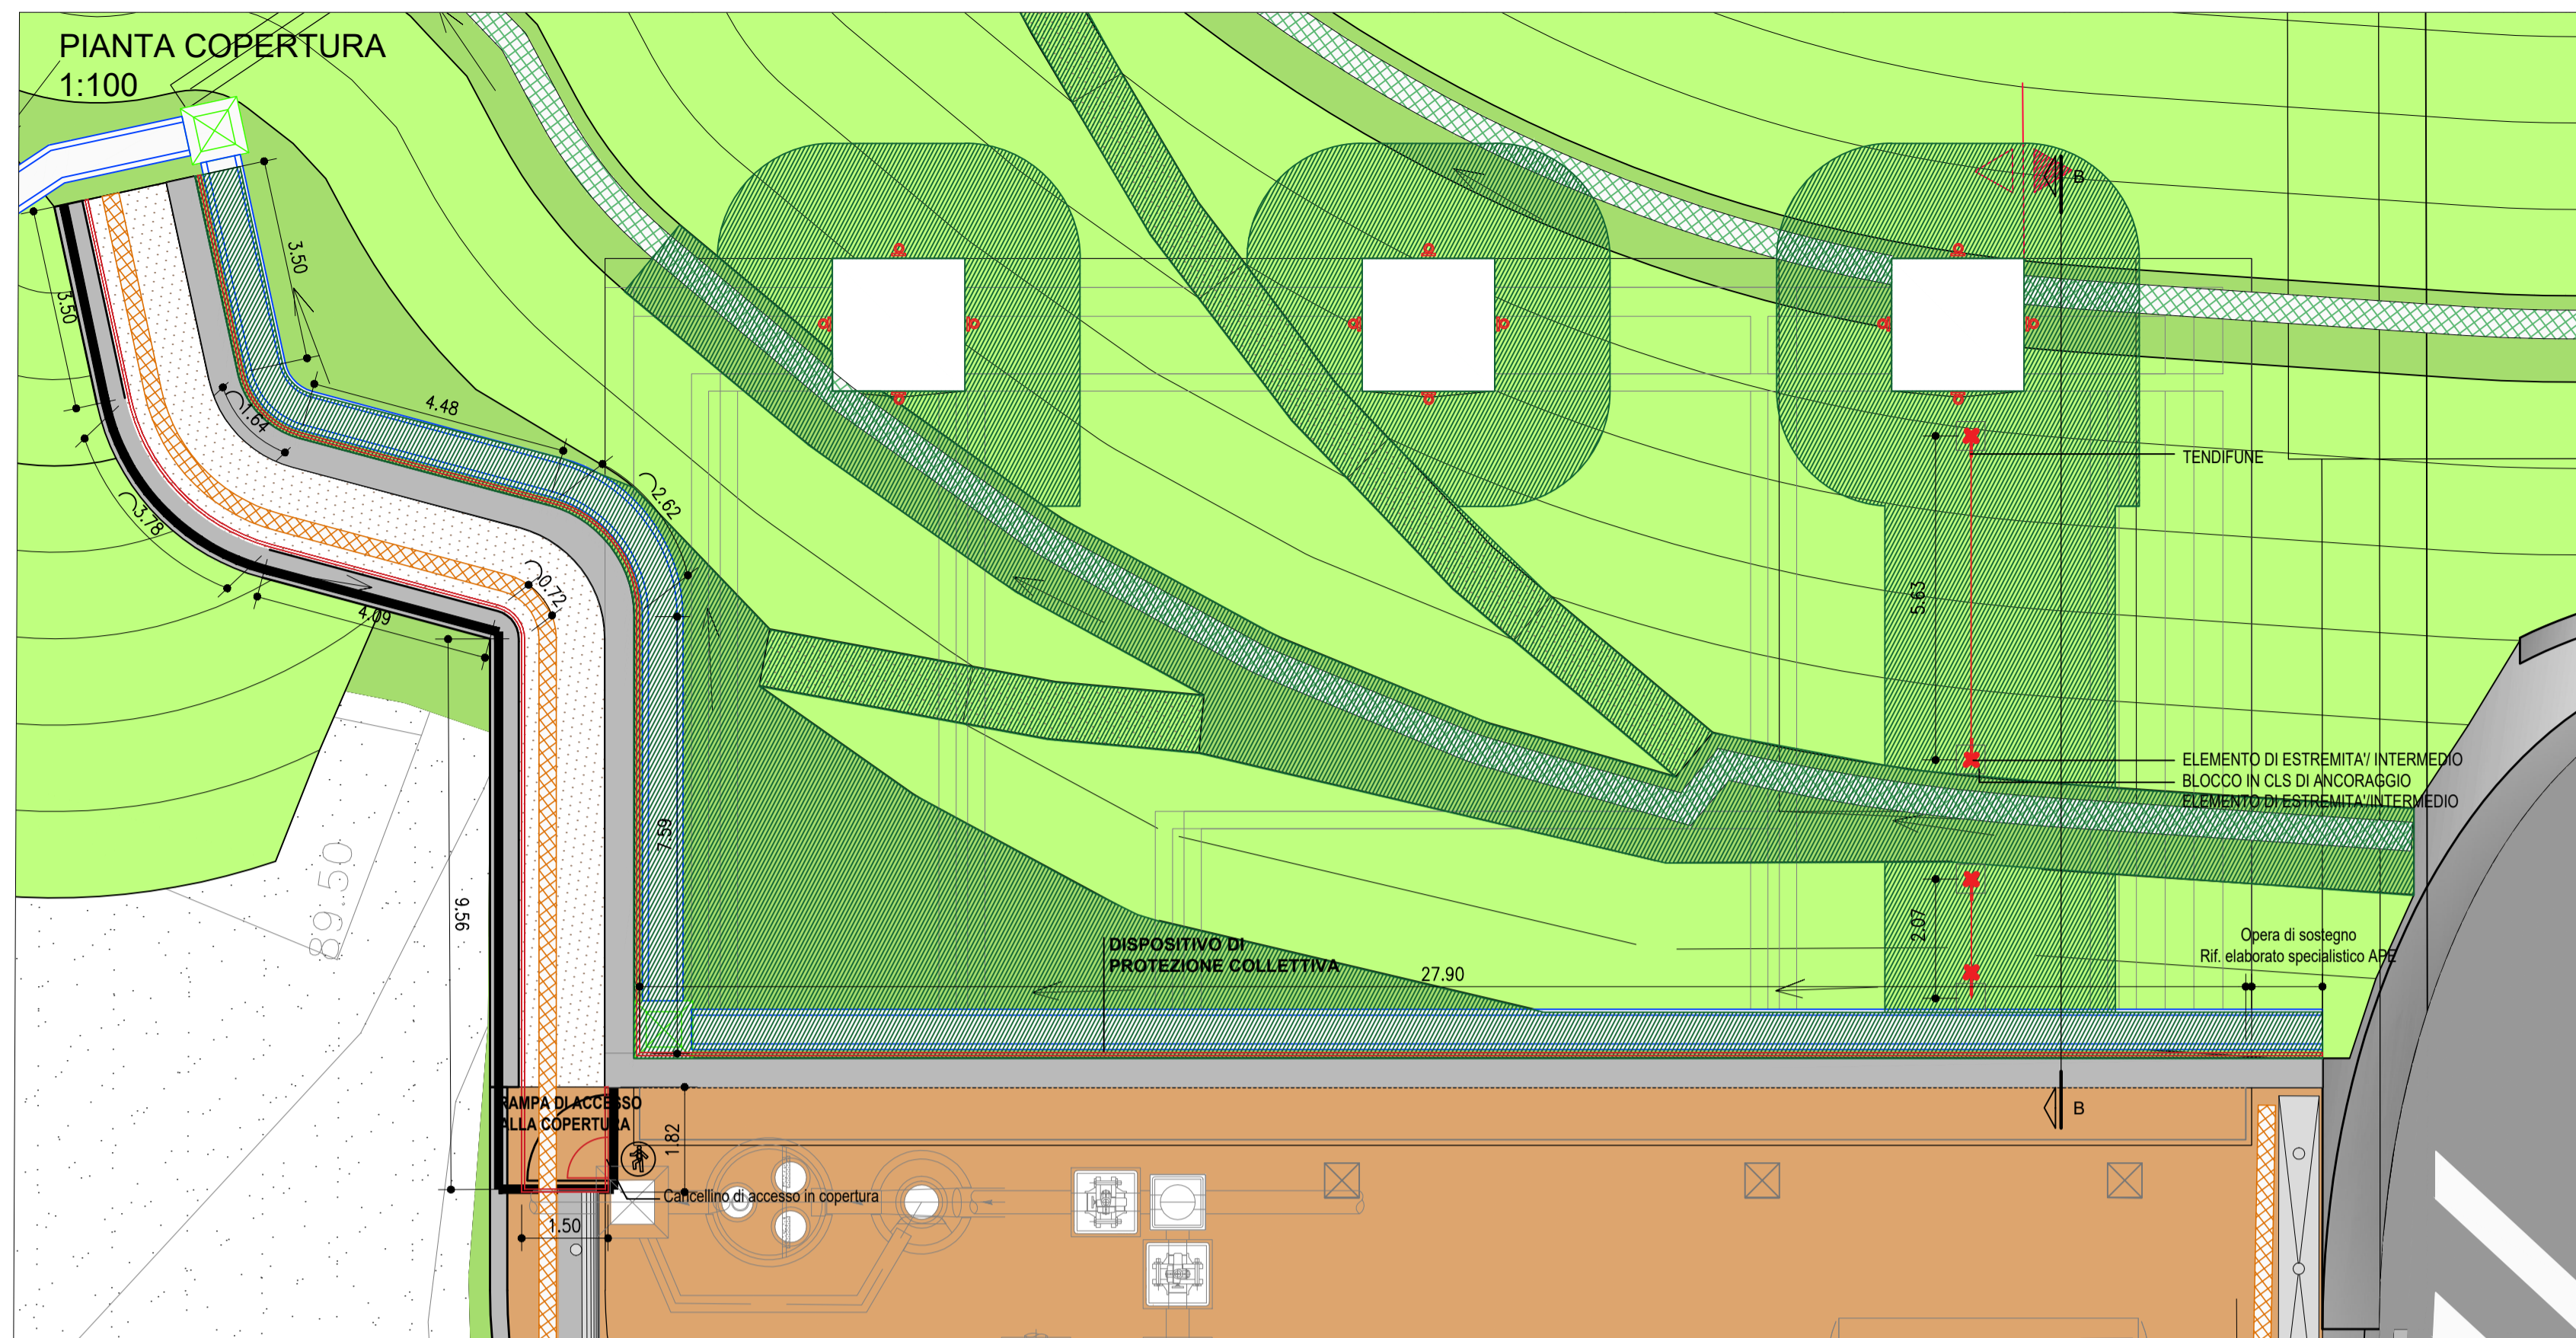 PIANTA COPERTURA
1:100
B
3.50
3.50
4.48
1.64
2.62
TENDIFUNE
3.78
0.72
4.09
5.63
ELEMENTO DI ESTREMITA'/ INTERMEDIO
BLOCCO IN CLS DI ANCORAGGIO
ELEMENTO DI ESTREMITA'/INTERMEDIO
7.59
89.50
9.56
2.07
DISPOSITIVO DI
PROTEZIONE COLLETTIVA
27.90
Opera di sostegno
Rif. elaborato specialistico APE
RAMPA DI ACCESSO
ALLA COPERTURA
1.82
B
Cancellino di accesso in copertura
1.50